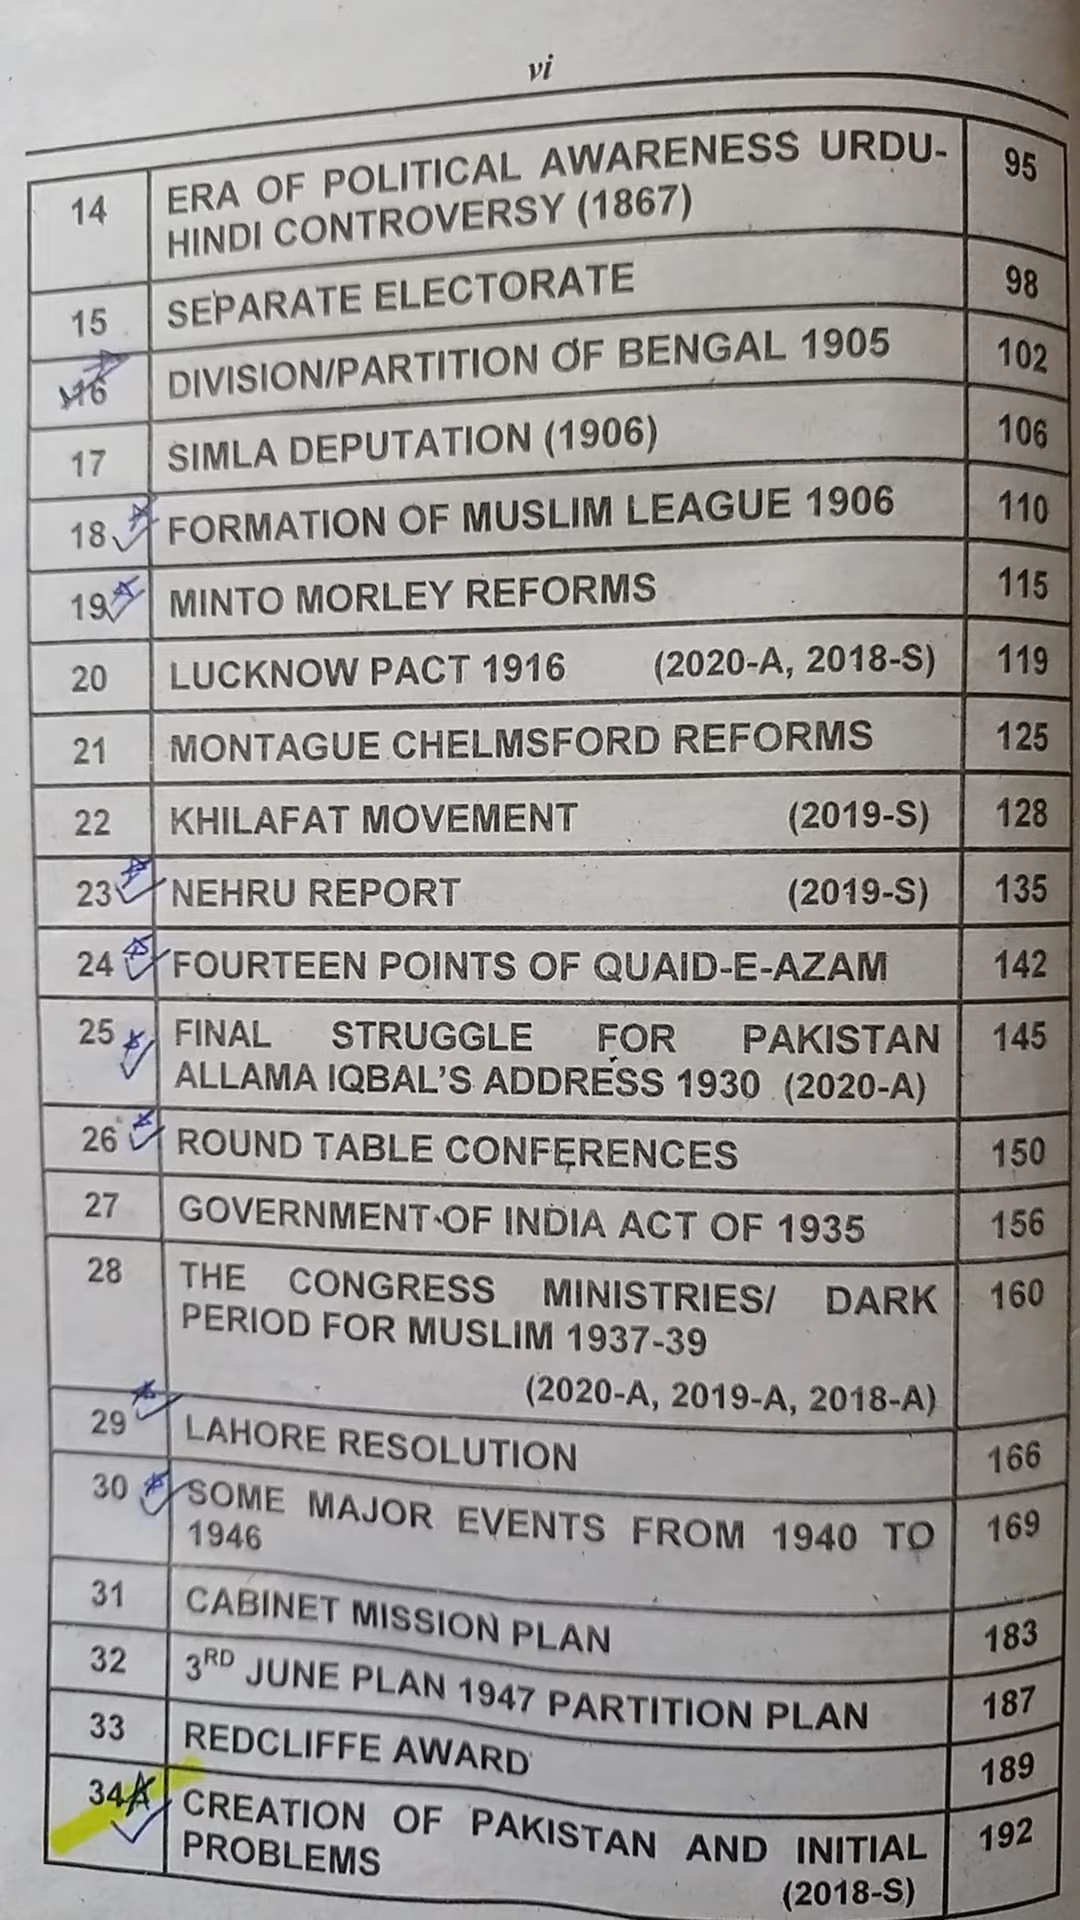 vi
14 ERA OF POLITICAL AWARENESS URDU- 95
HINDI CONTROVERSY (1867)
15 SEPARATE ELECTORATE 98
16 DIVISION/PARTITION OF BENGAL 1905 102
17 SIMLA DEPUTATION (1906) 106
18 FORMATION OF MUSLIM LEAGUE 1906 110
19 MINTO MORLEY REFORMS 115
20 LUCKNOW PACT 1916 (2020-A, 2018-S) 119
21 MONTAGUE CHELMSFORD REFORMS 125
22 KHILAFAT MOVEMENT (2019-S) 128
23 NEHRU REPORT (2019-S) 135
24 FOURTEEN POINTS OF QUAID-E-AZAM 142
25 FINAL STRUGGLE FOR PAKISTAN 145
ALLAMA IQBAL'S ADDRESS 1930 (2020-A)
26 ROUND TABLE CONFERENCES 150
27 GOVERNMENT OF INDIA ACT OF 1935 156
28 THE CONGRESS MINISTRIES/ DARK 160
PERIOD FOR MUSLIM 1937-39
(2020-A, 2019-A, 2018-A)
29 LAHORE RESOLUTION 166
30 SOME MAJOR EVENTS FROM 1940 TO 169
1946
31 CABINET MISSION PLAN 183
32 3RD JUNE PLAN 1947 PARTITION PLAN 187
33 REDCLIFFE AWARD 189
34 CREATION OF PAKISTAN AND INITIAL 192
PROBLEMS
(2018-S)